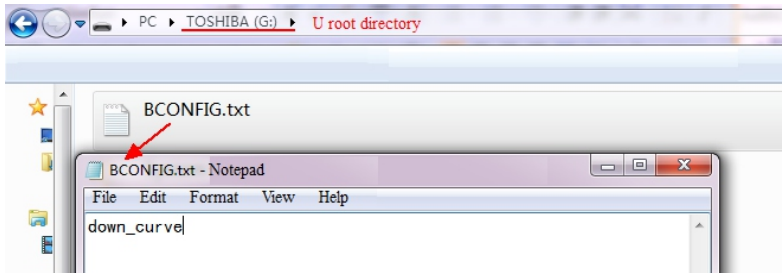 PC TOSHIBA (G:) U root directory
BCONFIG.txt
BCONFIG.txt - Notepad
File Edit Format View Help
down_curve